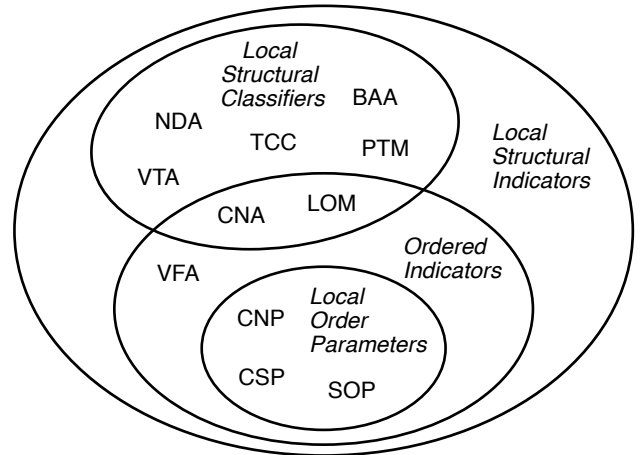 Local
Structural
Classifiers
BAA
NDA
TCC
PTM
VTA
Local
Structural
Indicators
CNA
LOM
Ordered
Indicators
VFA
Local
Order
Parameters
CNP
CSP
SOP